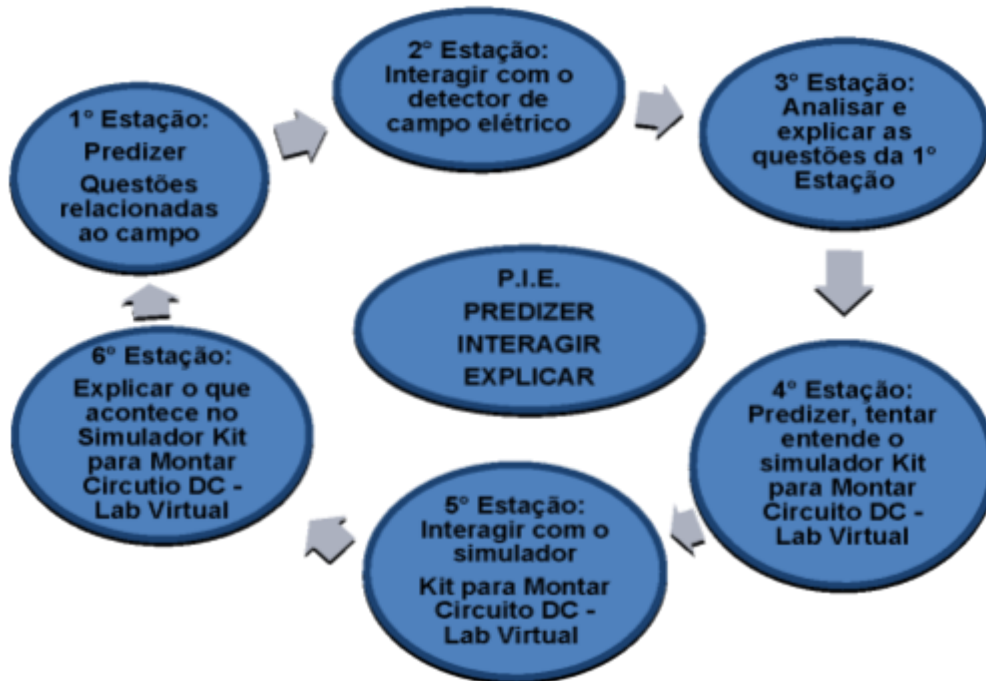 1° Estação:
Predizer
Questões
relacionadas
ao campo
2° Estação:
Interagir com o
detector de
campo elétrico
3° Estação:
Analisar e
explicar as
questões da 1°
Estação
P.I.E.
PREDIZER
INTERAGIR
EXPLICAR
4° Estação:
Predizer, tentar
entende o
simulador Kit
para Montar
Circuito DC -
Lab Virtual
5° Estação:
Interagir com o
simulador
Kit para Montar
Circuito DC -
Lab Virtual
6° Estação:
Explicar o que
acontece no
Simulador Kit
para Montar
Circutio DC -
Lab Virtual